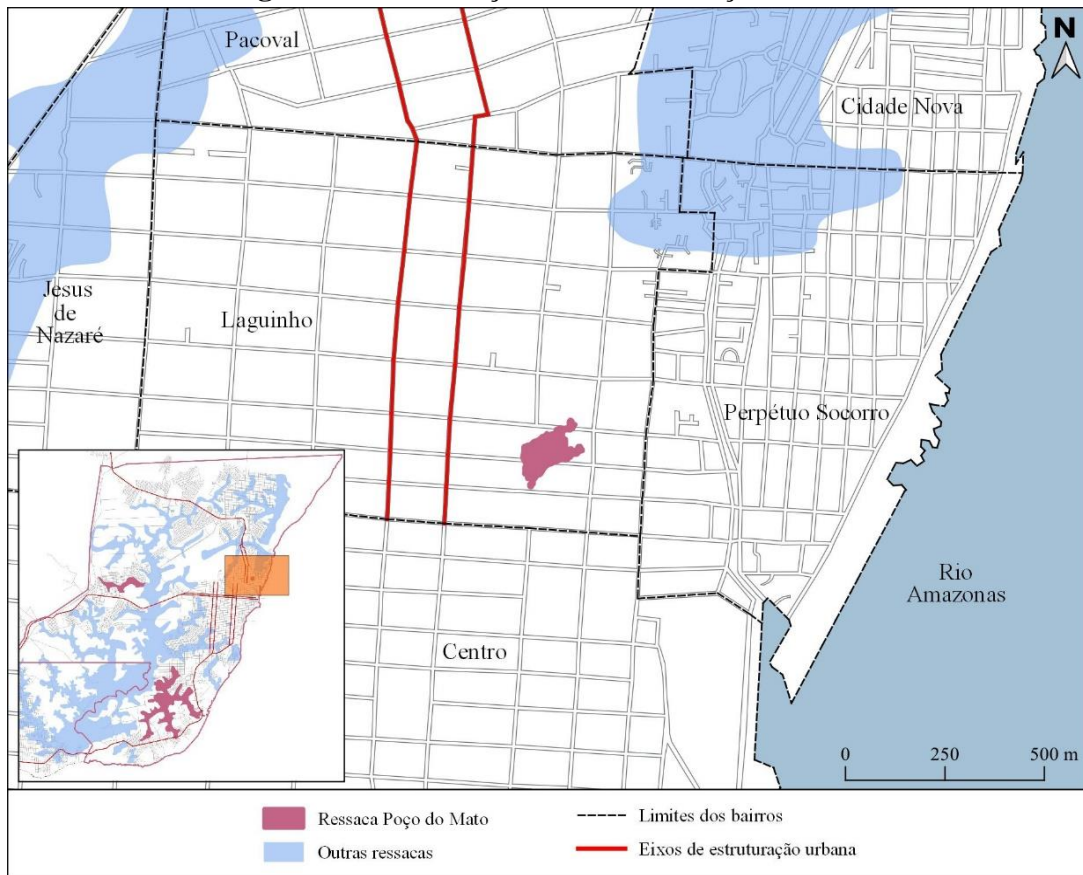 Pacoval
N
Cidade Nova
Jesus
de
Nazaré
Laguinho
Perpétuo Socorro
Rio
Amazonas
Centro
0 250 500 m
Ressaca Poço do Mato
Limites dos bairros
Outras ressacas
Eixos de estruturação urbana